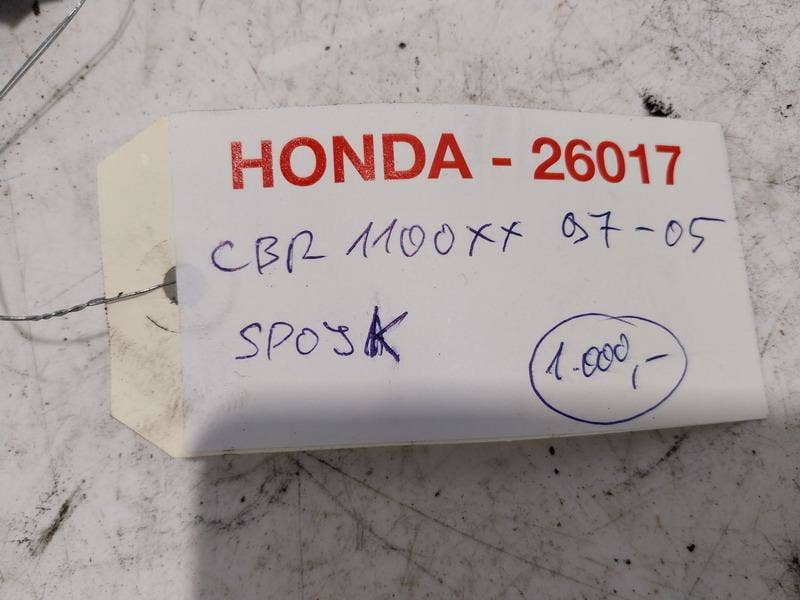 HONDA - 26017
CBR 1100XX 97-05
SPOJK
1.000,-